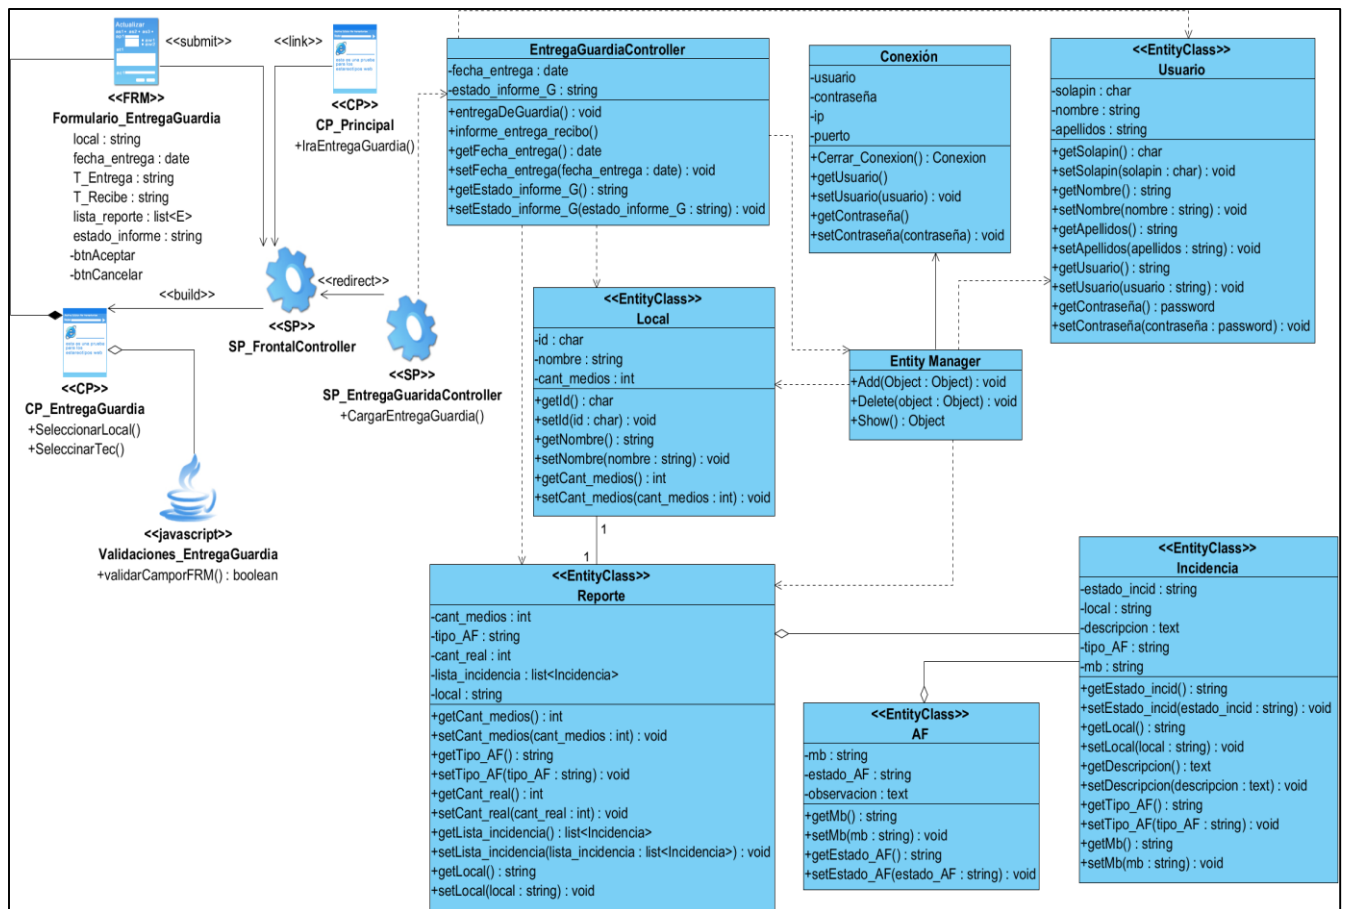 Actualizar
<<submit>>
<<link>>
<<FRM>>
Formulario_EntregaGuardia
local : string
fecha_entrega : date
T_Entrega : string
T_Recibe : string
lista_reporte : list<E>
estado_informe : string
-btnAceptar
-btnCancelar
<<CP>>
CP_Principal
+IraEntregaGuardia()
<<build>>
<<redirect>>
<<SP>>
SP_FrontalController
<<SP>>
SP_EntregaGuaridaController
+CargarEntregaGuardia()
<<CP>>
CP_EntregaGuardia
+SeleccionarLocal()
+SeleccinarTec()
<<javascript>>
Validaciones_EntregaGuardia
+validarCamporFRM() : boolean
EntregaGuardiaController
-fecha_entrega : date
-estado_informe_G : string
+entregaDeGuardia() : void
+informe_entrega_recibo()
+getFecha_entrega() : date
+setFecha_entrega(fecha_entrega : date) : void
+getEstado_informe_G() : string
+setEstado_informe_G(estado_informe_G : string) : void
Conexión
-usuario
-contraseña
-ip
-puerto
+Cerrar_Conexion() : Conexion
+getUsuario()
+setUsuario(usuario) : void
+getContraseña()
+setContraseña(contraseña) : void
<<EntityClass>>
Usuario
-solapin : char
-nombre : string
-apellidos : string
+getSolapin() : char
+setSolapin(solapin : char) : void
+getNombre() : string
+setNombre(nombre : string) : void
+getApellidos() : string
+setApellidos(apellidos : string) : void
+getUsuario() : string
+setUsuario(usuario : string) : void
+getContraseña() : password
+setContraseña(contraseña : password) : void
<<EntityClass>>
Local
-id : char
-nombre : string
-cant_medios : int
+getId() : char
+setId(id : char) : void
+getNombre() : string
+setNombre(nombre : string) : void
+getCant_medios() : int
+setCant_medios(cant_medios : int) : void
Entity Manager
+Add(Object : Object) : void
+Delete(object : Object) : void
+Show() : Object
1
1
<<EntityClass>>
Reporte
-cant_medios : int
-tipo_AF : string
-cant_real : int
-lista_incidencia : list<Incidencia>
-local : string
+getCant_medios() : int
+setCant_medios(cant_medios : int) : void
+getTipo_AF() : string
+setTipo_AF(tipo_AF : string) : void
+getCant_real() : int
+setCant_real(cant_real : int) : void
+getLista_incidencia() : list<Incidencia>
+setLista_incidencia(lista_incidencia : list<Incidencia>) : void
+getLocal() : string
+setLocal(local : string) : void
<<EntityClass>>
AF
-mb : string
-estado_AF : string
-observacion : text
+getMb() : string
+setMb(mb : string) : void
+getEstado_AF() : string
+setEstado_AF(estado_AF : string) : void
<<EntityClass>>
Incidencia
-estado_incid : string
-local : string
-descripcion : text
-tipo_AF : string
-mb : string
+getEstado_incid() : string
+setEstado_incid(estado_incid : string) : void
+getLocal() : string
+setLocal(local : string) : void
+getDescripcion() : text
+setDescripcion(descripcion : text) : void
+getTipo_AF() : string
+setTipo_AF(tipo_AF : string) : void
+getMb() : string
+setMb(mb : string) : void